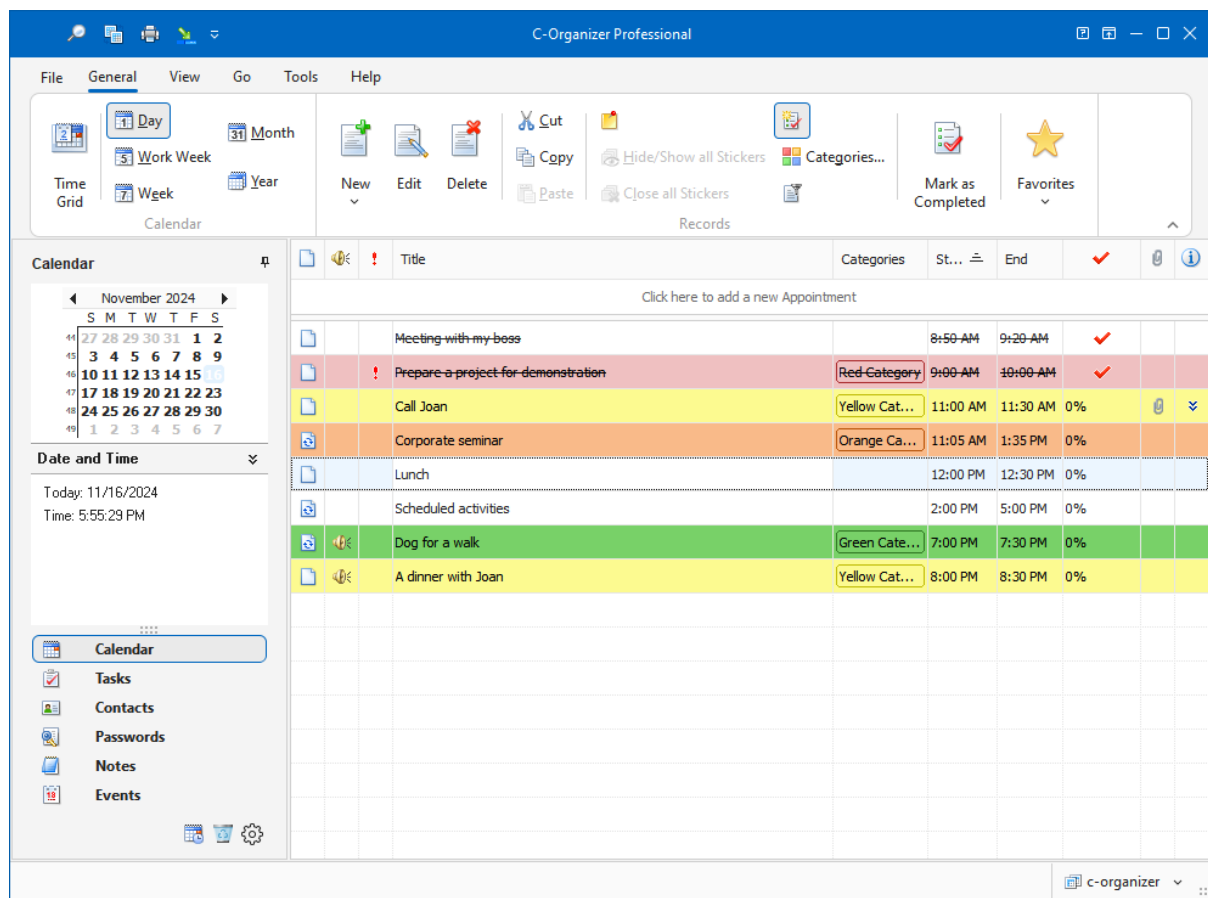 C-Organizer Professional
File General View Go Tools Help
Time Grid
1 Day
5 Work Week
7 Week
31 Month
Year
Calendar
New
Edit
Delete
Cut
Copy
Paste
Hide/Show all Stickers
Close all Stickers
Categories...
Records
Mark as Completed
Favorites
Calendar
November 2024
S M T W T F S
44 27 28 29 30 31 1 2
45 3 4 5 6 7 8 9
46 10 11 12 13 14 15 16
47 17 18 19 20 21 22 23
48 24 25 26 27 28 29 30
49 1 2 3 4 5 6 7
Date and Time
Today: 11/16/2024
Time: 5:55:29 PM
Calendar
Tasks
Contacts
Passwords
Notes
Events
Title Categories St... End
Click here to add a new Appointment
Meeting with my boss 8:50 AM 9:20 AM
Prepare a project for demonstration Red Category 9:00 AM 10:00 AM
Call Joan Yellow Cat... 11:00 AM 11:30 AM 0%
Corporate seminar Orange Ca... 11:05 AM 1:35 PM 0%
Lunch 12:00 PM 12:30 PM 0%
Scheduled activities 2:00 PM 5:00 PM 0%
Dog for a walk Green Cate... 7:00 PM 7:30 PM 0%
A dinner with Joan Yellow Cat... 8:00 PM 8:30 PM 0%
c-organizer